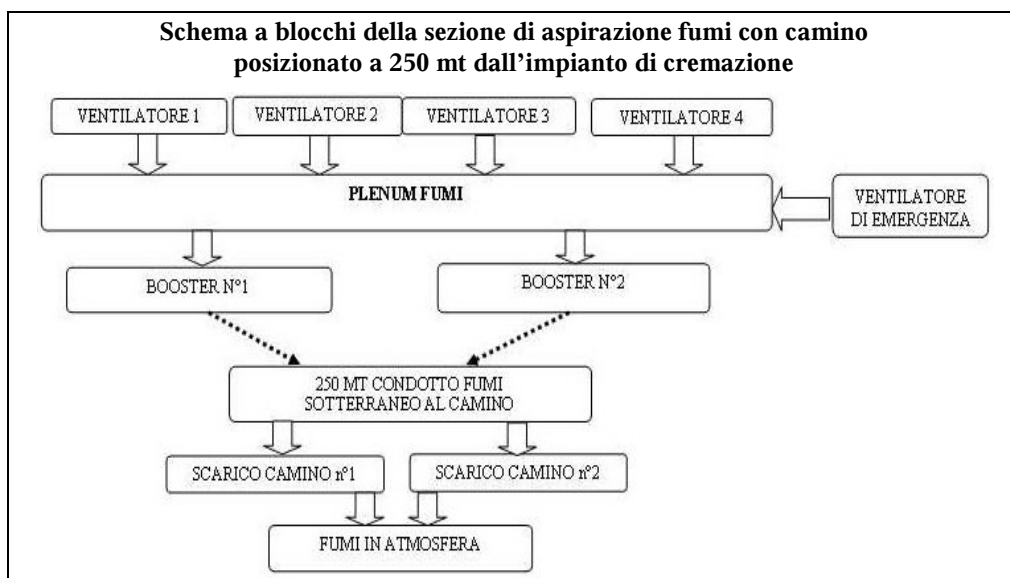 Schema a blocchi della sezione di aspirazione fumi con camino
posizionato a 250 mt dall'impianto di cremazione
VENTILATORE 1
VENTILATORE 2
VENTILATORE 3
VENTILATORE 4
PLENUM FUMI
VENTILATORE
DI EMERGENZA
BOOSTER N°1
BOOSTER N°2
250 MT CONDOTTO FUMI
SOTTERRANEO AL CAMINO
SCARICO CAMINO n°1
SCARICO CAMINO n°2
FUMI IN ATMOSFERA